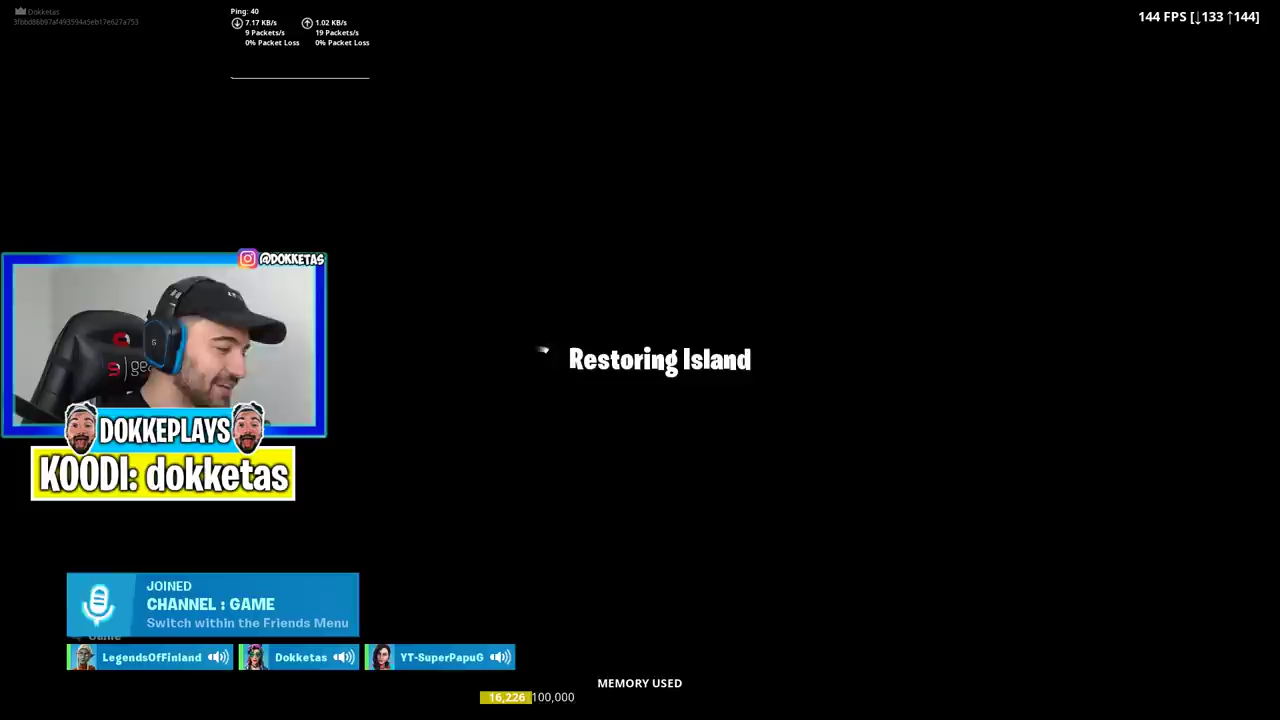 Dokketas
Ping: 40
7.17 KB/s 1.02 KB/s
9 Packets/s 19 Packets/s
0% Packet Loss 0% Packet Loss
144 FPS [↓133 ↑144]
@DOKKETAS
Restoring Island
DOKKEPLAYS
KOODI: dokketas
JOINED
CHANNEL : GAME
Switch within the Friends Menu
Game
LegendsOfFinland Dokketas YT-SuperPapuG
MEMORY USED
16,226 100,000